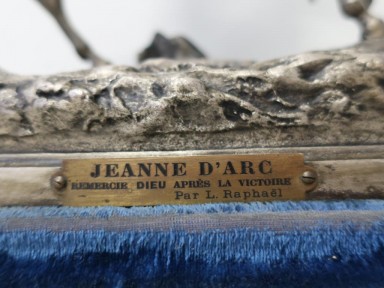 JEANNE D'ARC
REMERCIE DIEU APRÈS LA VICTOIRE
Par L. Raphaël